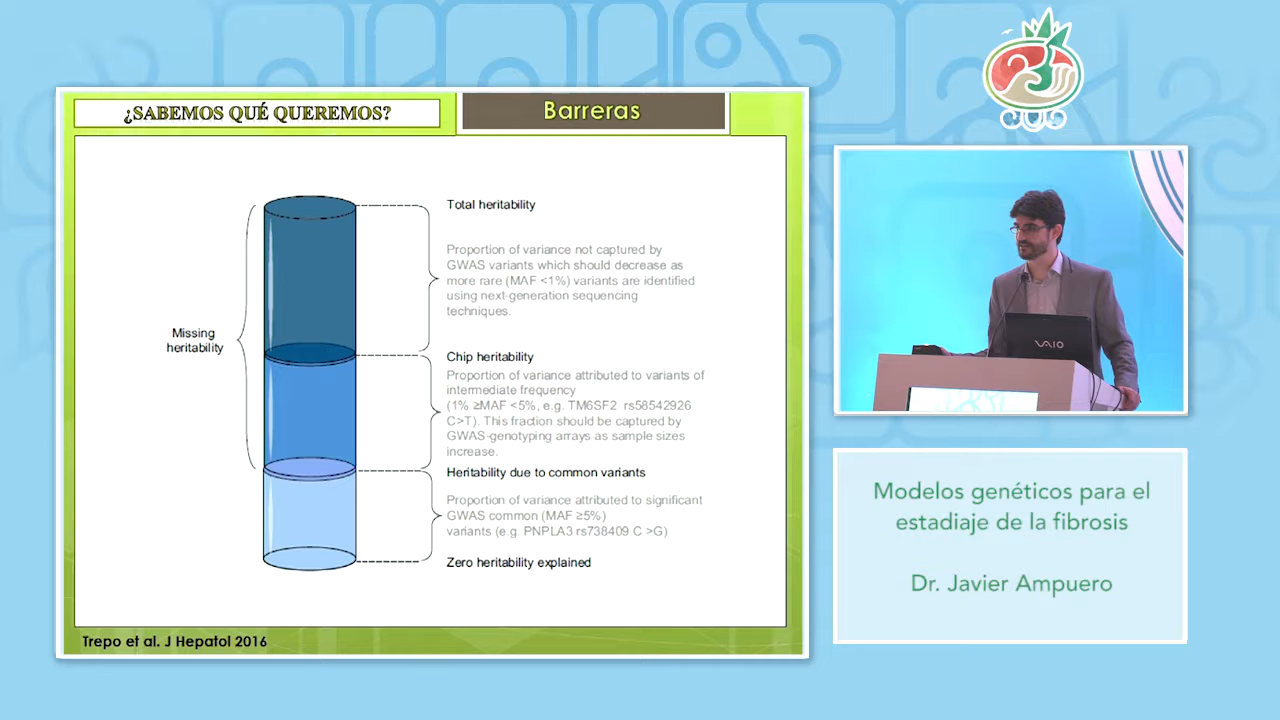 ¿SABEMOS QUÉ QUEREMOS?
Barreras
Total heritability
Proportion of variance not captured by
GWAS variants which should decrease as
more rare (MAF <1%) variants are identified
using next-generation sequencing
techniques.
Missing
heritability
Chip heritability
Proportion of variance attributed to variants of
intermediate frequency
(1% ≥MAF <5%, e.g. TM6SF2 rs58542926
C>T). This fraction should be captured by
GWAS-genotyping arrays as sample sizes
increase.
Heritability due to common variants
Proportion of variance attributed to significant
GWAS common (MAF ≥5%)
variants (e.g. PNPLA3 rs738409 C >G)
Zero heritability explained
Trepo et al. J Hepatol 2016
VAIO
Modelos genéticos para el
estadiaje de la fibrosis
Dr. Javier Ampuero